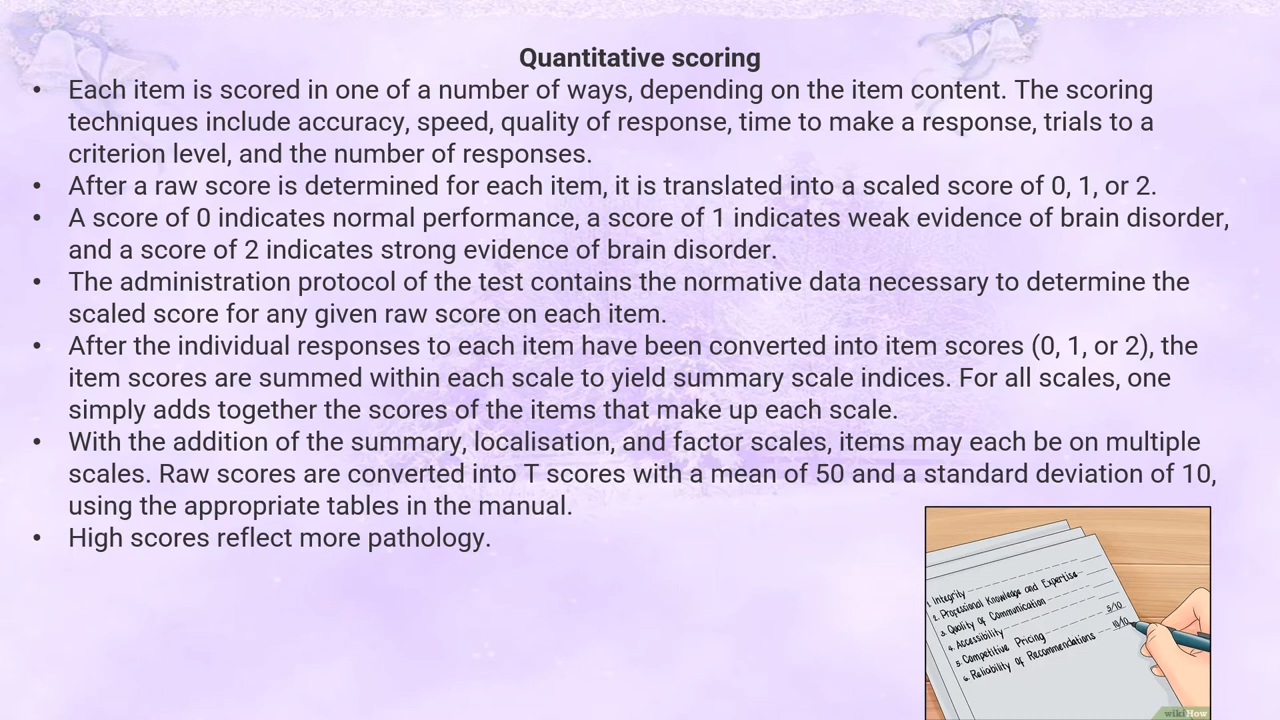 Quantitative scoring
• Each item is scored in one of a number of ways, depending on the item content. The scoring
techniques include accuracy, speed, quality of response, time to make a response, trials to a
criterion level, and the number of responses.
• After a raw score is determined for each item, it is translated into a scaled score of 0, 1, or 2.
• A score of 0 indicates normal performance, a score of 1 indicates weak evidence of brain disorder,
and a score of 2 indicates strong evidence of brain disorder.
• The administration protocol of the test contains the normative data necessary to determine the
scaled score for any given raw score on each item.
• After the individual responses to each item have been converted into item scores (0, 1, or 2), the
item scores are summed within each scale to yield summary scale indices. For all scales, one
simply adds together the scores of the items that make up each scale.
• With the addition of the summary, localisation, and factor scales, items may each be on multiple
scales. Raw scores are converted into T scores with a mean of 50 and a standard deviation of 10,
using the appropriate tables in the manual.
• High scores reflect more pathology.
1. Integrity
2. Professional Knowledge and Expertise
3. Quality of Communication
4. Accessibility 5/10
5. Competitive Pricing 10/10
6. Reliability of Recommendations
wikiHow